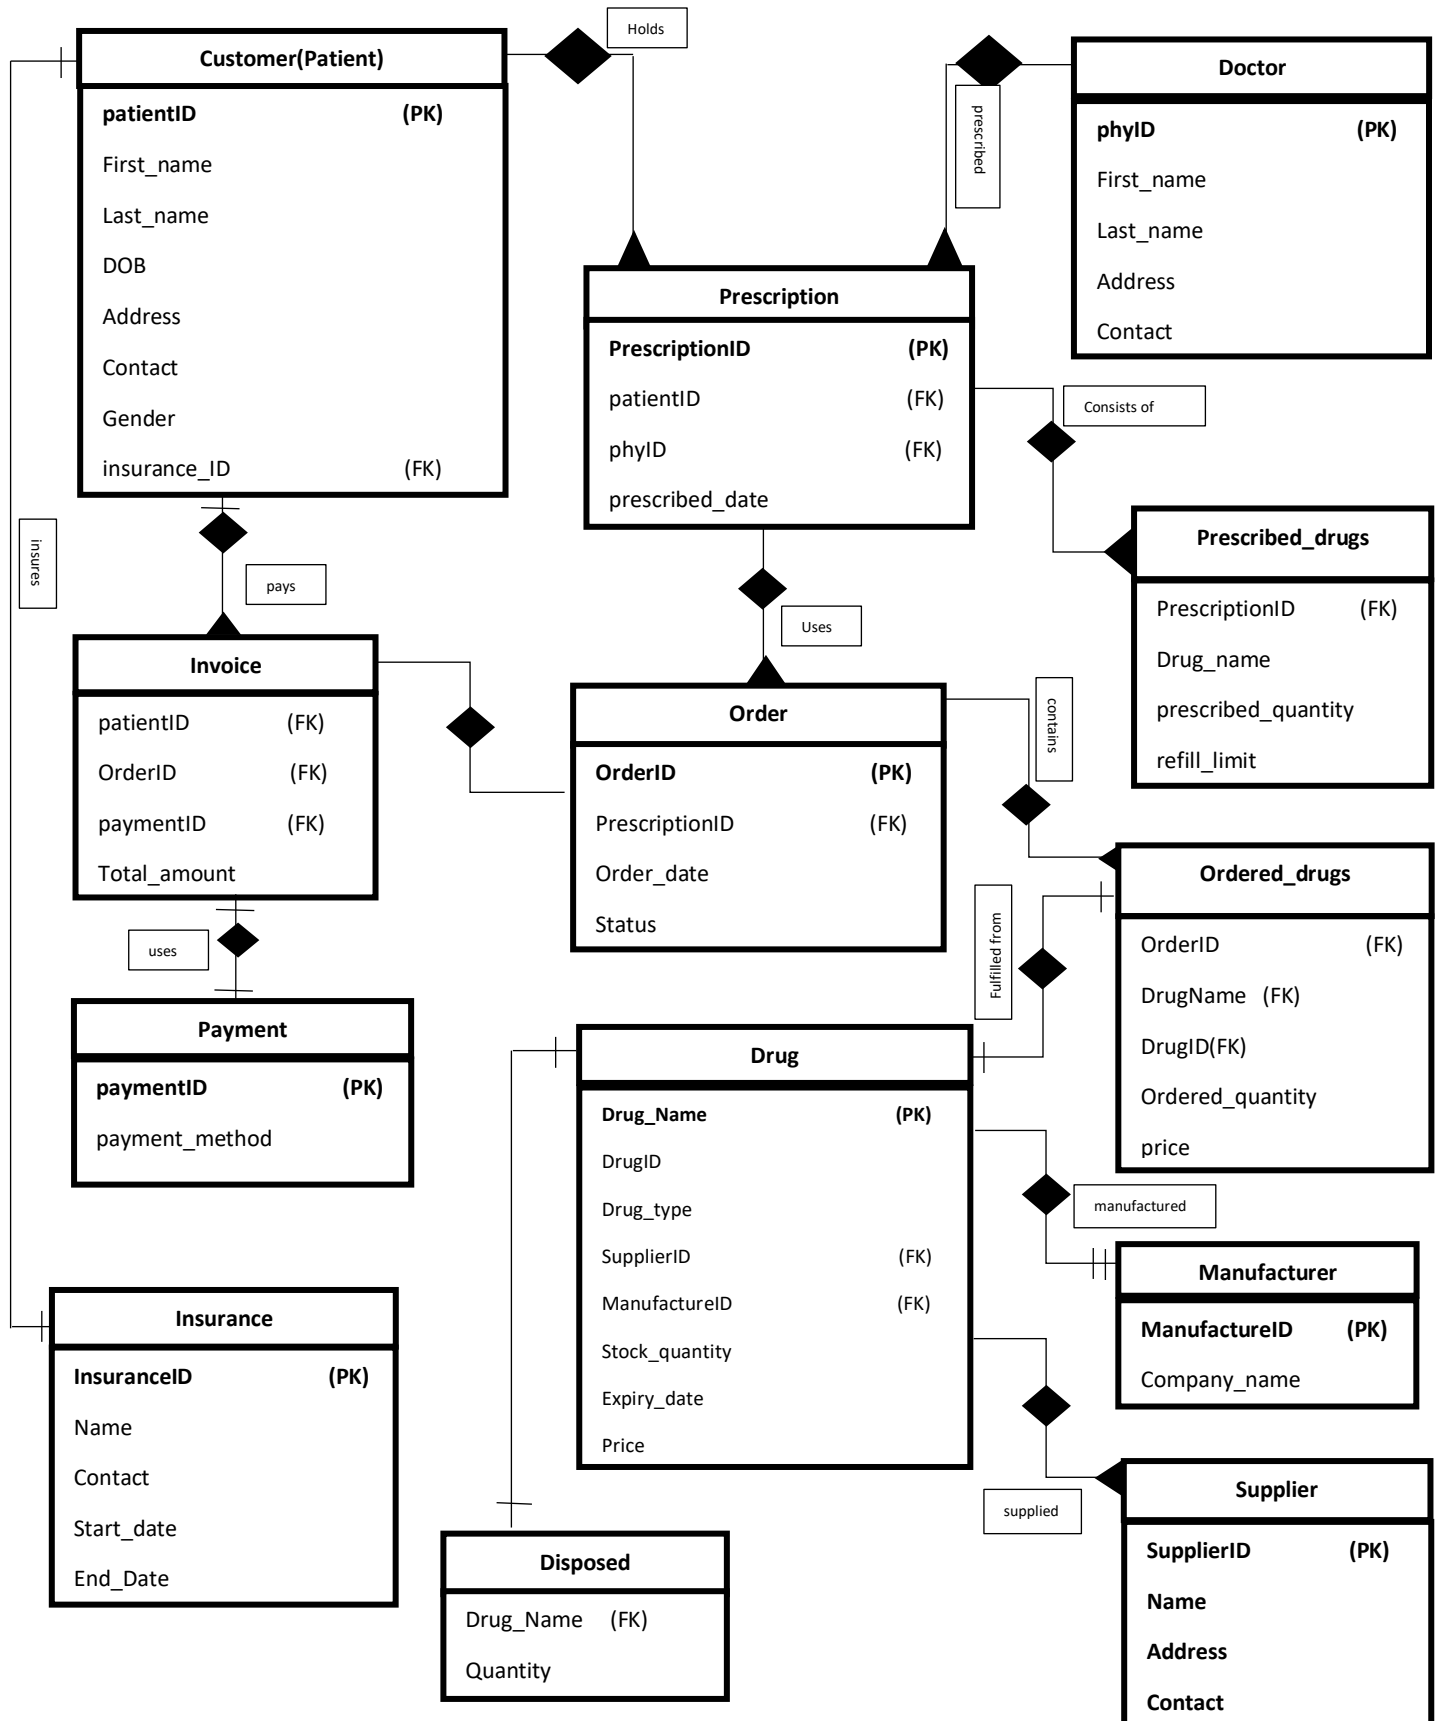 Holds
Customer(Patient)
patientID (PK)
First_name
Last_name
DOB
Address
Contact
Gender
insurance_ID (FK)
prescribed
Doctor
phyID (PK)
First_name
Last_name
Address
Contact
Prescription
PrescriptionID (PK)
patientID (FK)
phyID (FK)
prescribed_date
Consists of
Prescribed_drugs
PrescriptionID (FK)
Drug_name
prescribed_quantity
refill_limit
insures
pays
Uses
Invoice
patientID (FK)
OrderID (FK)
paymentID (FK)
Total_amount
Order
OrderID (PK)
PrescriptionID (FK)
Order_date
Status
contains
Ordered_drugs
OrderID (FK)
DrugName (FK)
DrugID(FK)
Ordered_quantity
price
Fulfilled from
uses
Payment
paymentID (PK)
payment_method
Drug
Drug_Name (PK)
DrugID
Drug_type
SupplierID (FK)
ManufactureID (FK)
Stock_quantity
Expiry_date
Price
manufactured
Manufacturer
ManufactureID (PK)
Company_name
Insurance
InsuranceID (PK)
Name
Contact
Start_date
End_Date
supplied
Supplier
SupplierID (PK)
Name
Address
Contact
Disposed
Drug_Name (FK)
Quantity